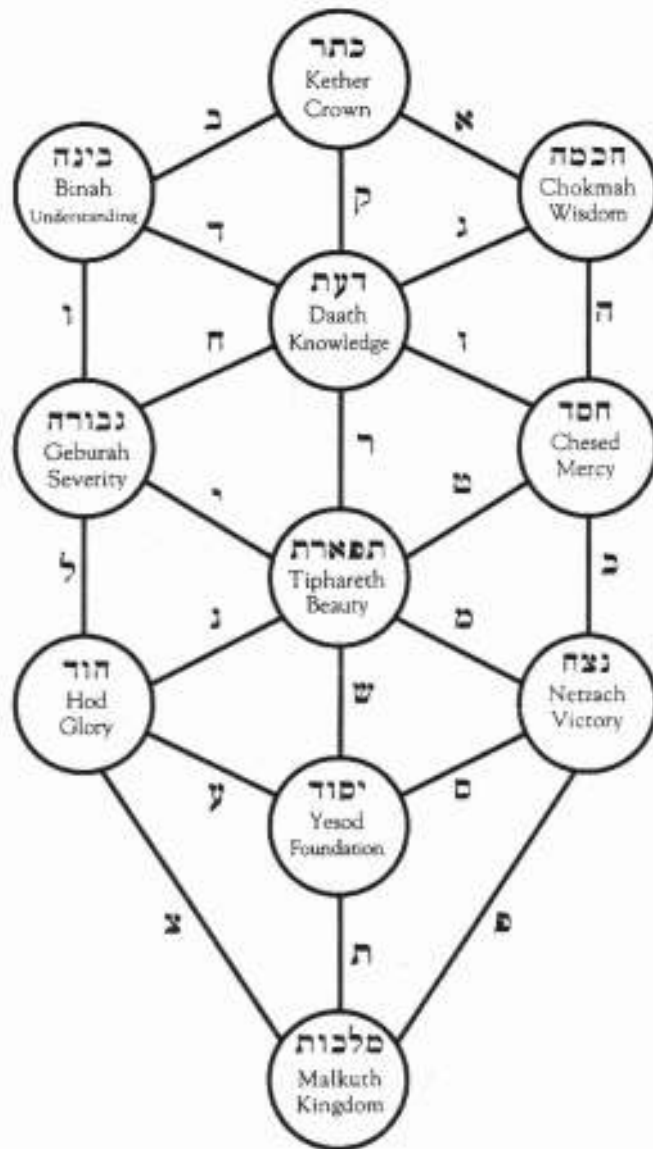 כתר
Kether
Crown
ב
א
בינה
Binah
Understanding
חכמה
Chokmah
Wisdom
ק
ד
ג
דעת
Daath
Knowledge
ו
ה
ח
ו
גבורה
Geburah
Severity
חסד
Chesed
Mercy
ר
י
ט
תפארת
Tiphareth
Beauty
ל
כ
נ
מ
הוד
Hod
Glory
נצח
Netzach
Victory
ש
ע
ס
יסוד
Yesod
Foundation
צ
ת
פ
מלכות
Malkuth
Kingdom